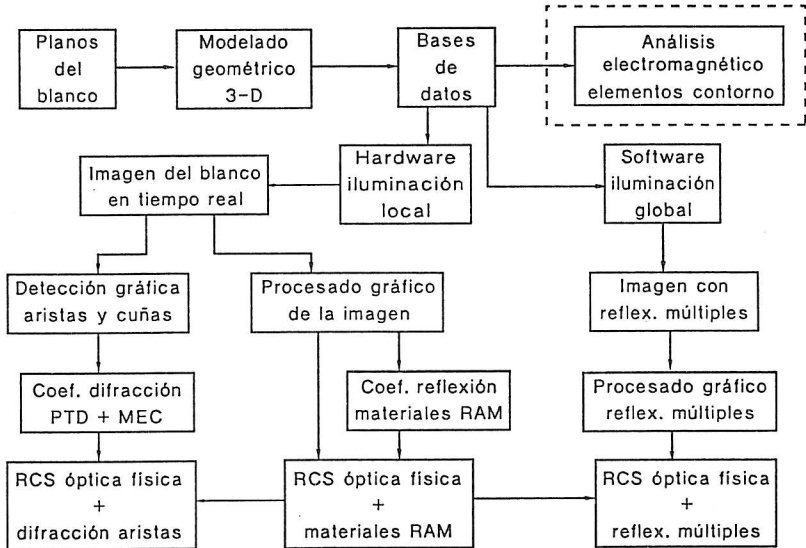 Planos
del
blanco
Modelado
geométrico
3-D
Bases
de
datos
Análisis
electromagnético
elementos contorno
Imagen del blanco
en tiempo real
Hardware
iluminación
local
Software
iluminación
global
Detección gráfica
aristas y cuñas
Procesado gráfico
de la imagen
Imagen con
reflex. múltiples
Coef. difracción
PTD + MEC
Coef. reflexión
materiales RAM
Procesado gráfico
reflex. múltiples
RCS óptica física
+
difracción aristas
RCS óptica física
+
materiales RAM
RCS óptica física
+
reflex. múltiples